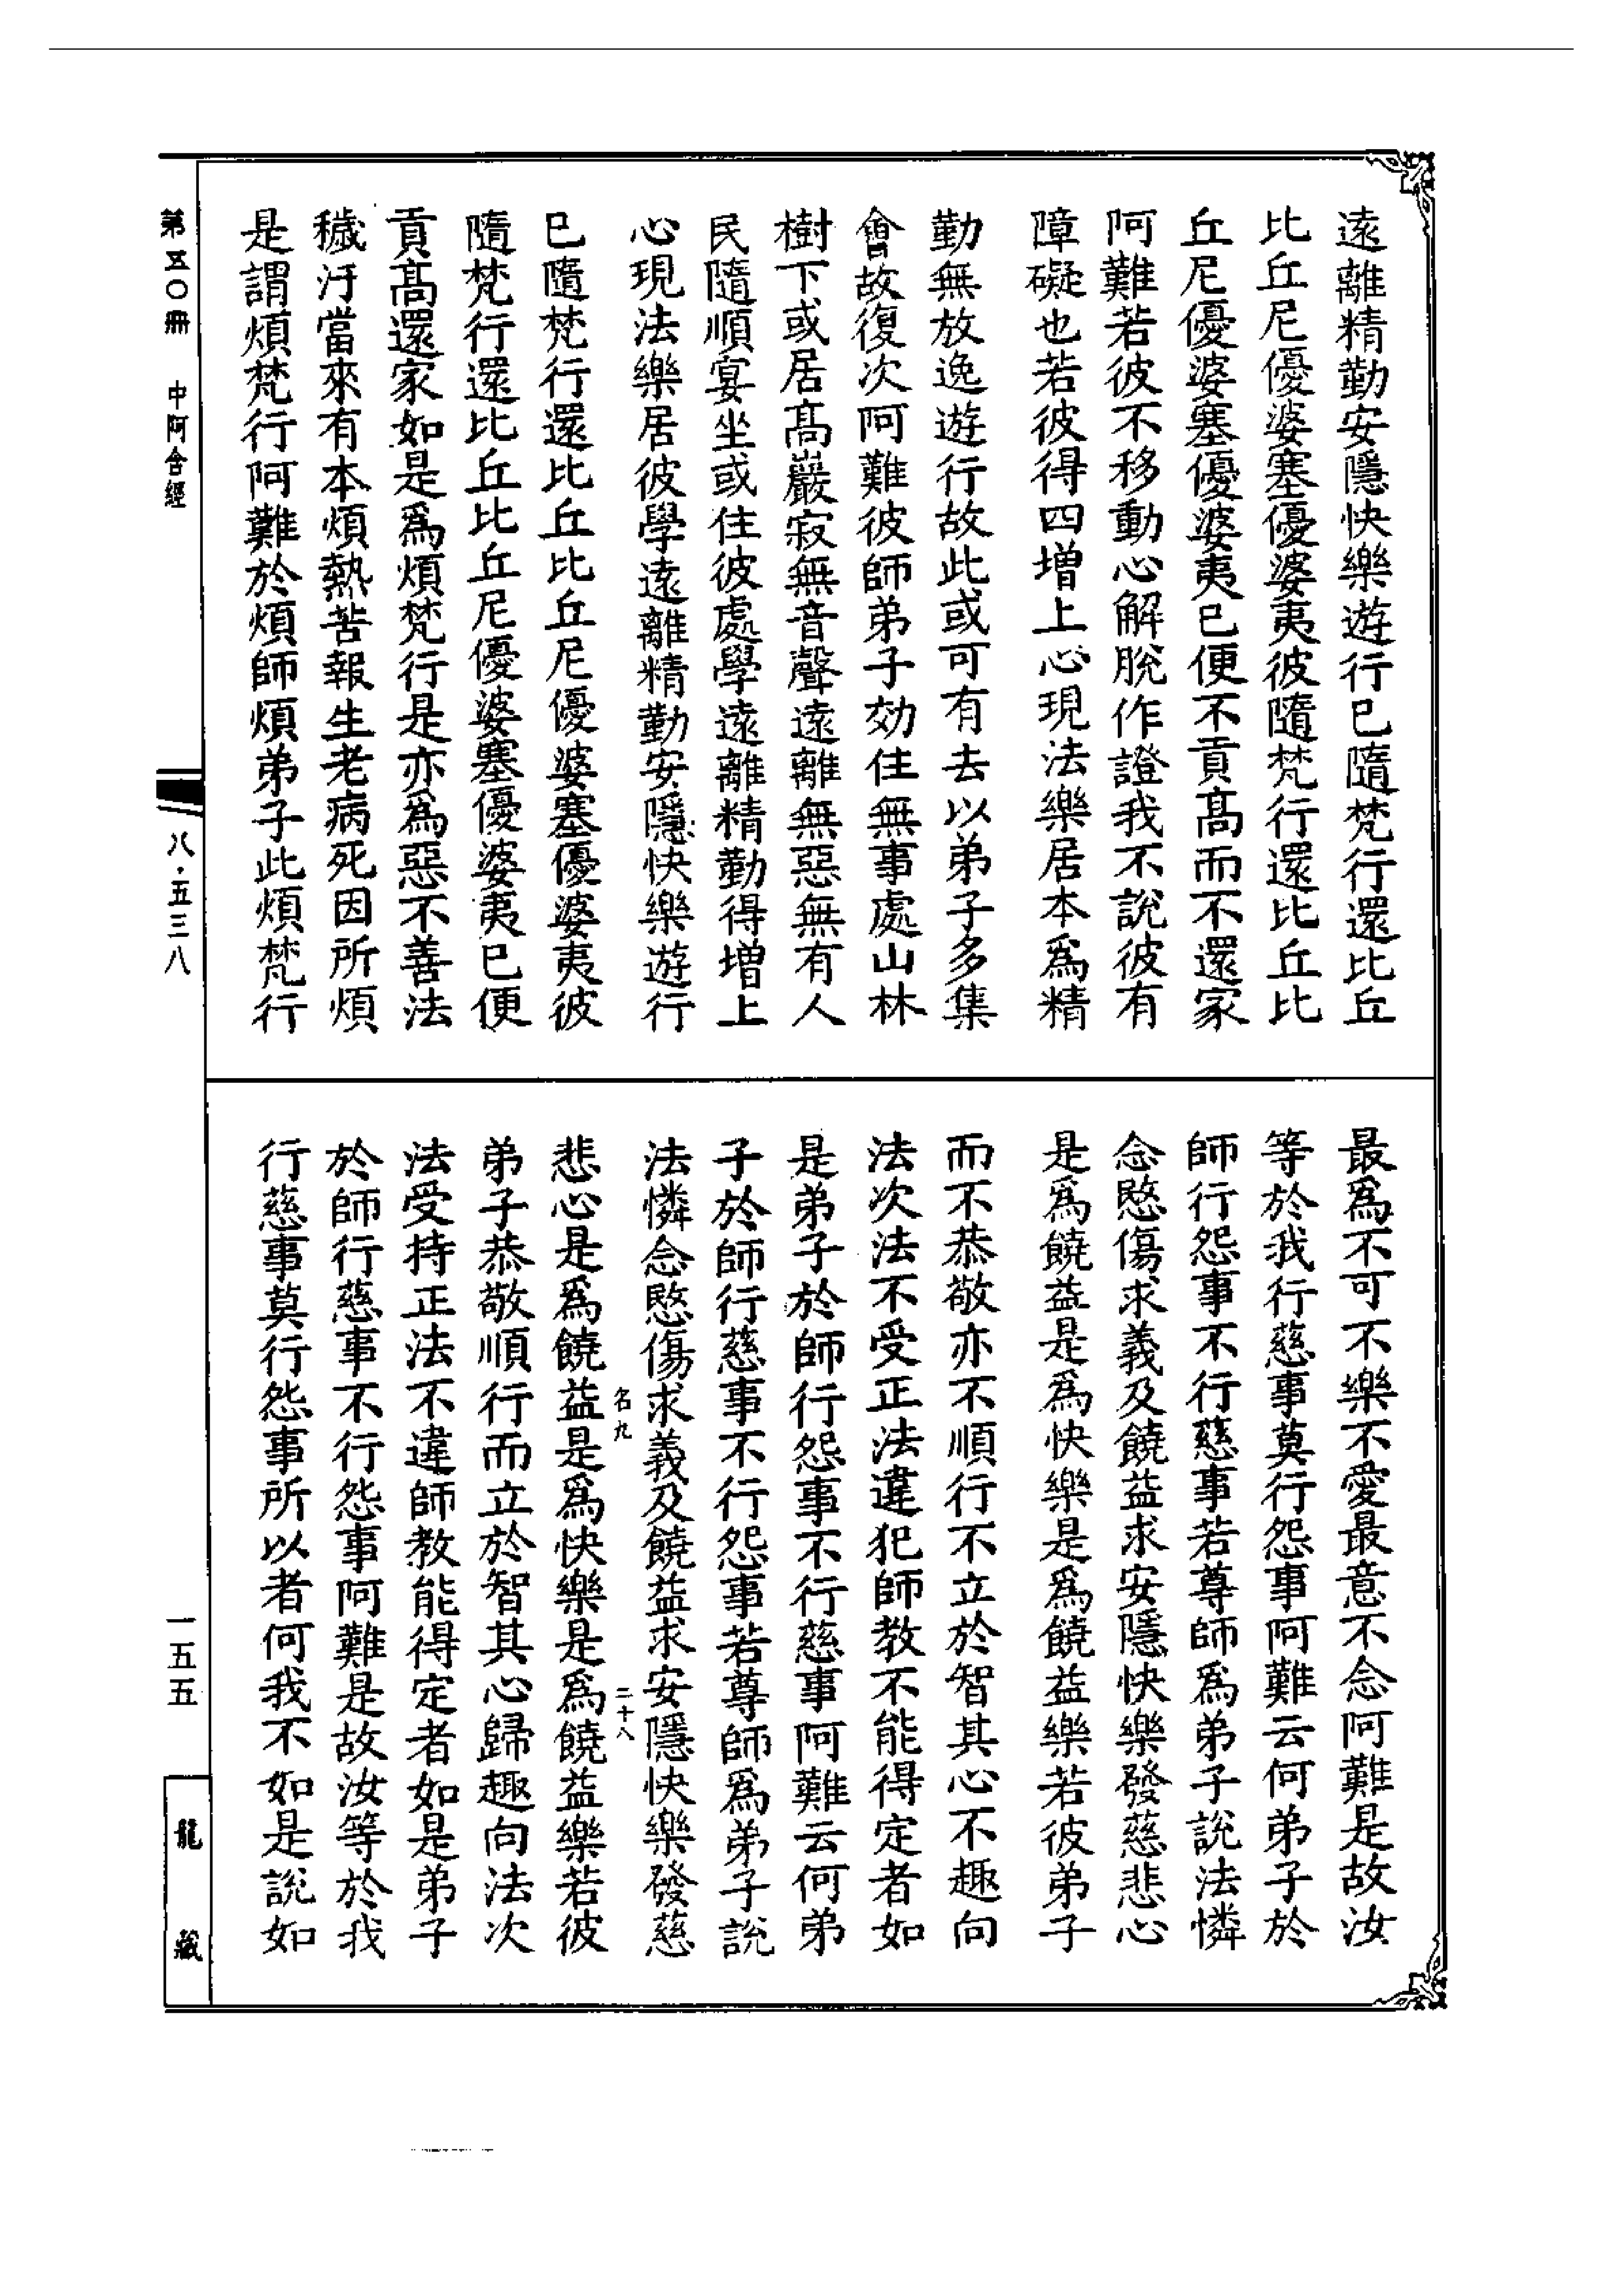 遠離精勤安隱快樂遊行已隨梵行還比丘
比丘尼優婆塞優婆夷彼隨梵行還比丘比
丘尼優婆塞優婆夷已便不貢高而不還家
阿難若彼不移動心解脫作證我不說彼有
障礙也若彼得四增上心現法樂居本爲精
勤無放逸遊行故此或可有去以弟子多集
會故復次阿難彼師弟子効住無事處山林
樹下或居高巖寂無音聲遠離無惡無有人
民隨順宴坐或住彼處學遠離精勤得增上
心現法樂居彼學遠離精勤安隱快樂遊行
已隨梵行還比丘比丘尼優婆塞優婆夷彼
隨梵行還比丘比丘尼優婆塞優婆夷已便
貢高還家如是爲煩梵行是亦爲惡不善法
穢汙當來有本煩熱苦報生老病死因所煩
是謂煩梵行阿難於煩師煩弟子此煩梵行
最爲不可不樂不愛最意不念阿難是故汝
等於我行慈事莫行怨事阿難云何弟子於
師行怨事不行慈事若尊師爲弟子說法憐
念愍傷求義及饒益求安隱快樂發慈悲心
是爲饒益是爲快樂是爲饒益樂若彼弟子
而不恭敬亦不順行不立於智其心不趣向
法次法不受正法違犯師教不能得定者如
是弟子於師行怨事不行慈事阿難云何弟
子於師行慈事不行怨事若尊師爲弟子說
法憐念愍傷求義及饒益求安隱快樂發慈
名九 二十八
悲心是爲饒益是爲快樂是爲饒益樂若彼
弟子恭敬順行而立於智其心歸趣向法次
法受持正法不違師教能得定者如是弟子
於師行慈事不行怨事阿難是故汝等於我
行慈事莫行怨事所以者何我不如是說如
第五〇冊 中阿含經 八·五三八 一五五 龍藏